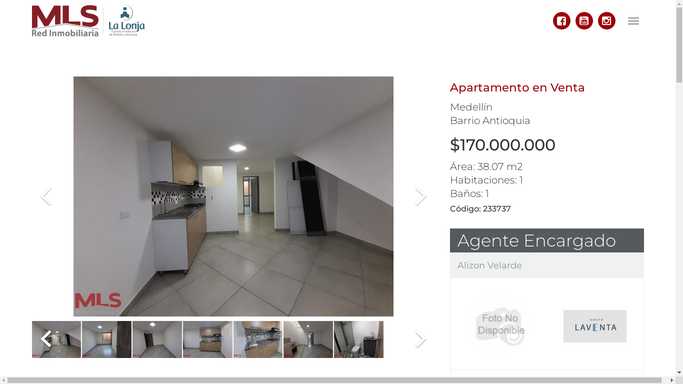 MLS
Red Inmobiliaria
La Lonja
Apartamento en Venta
Medellín
Barrio Antioquia
$170.000.000
Área: 38.07 m2
Habitaciones: 1
Baños: 1
Código: 233737
Agente Encargado
Alizon Velarde
Foto No
Disponible
LAVENTA
MLS